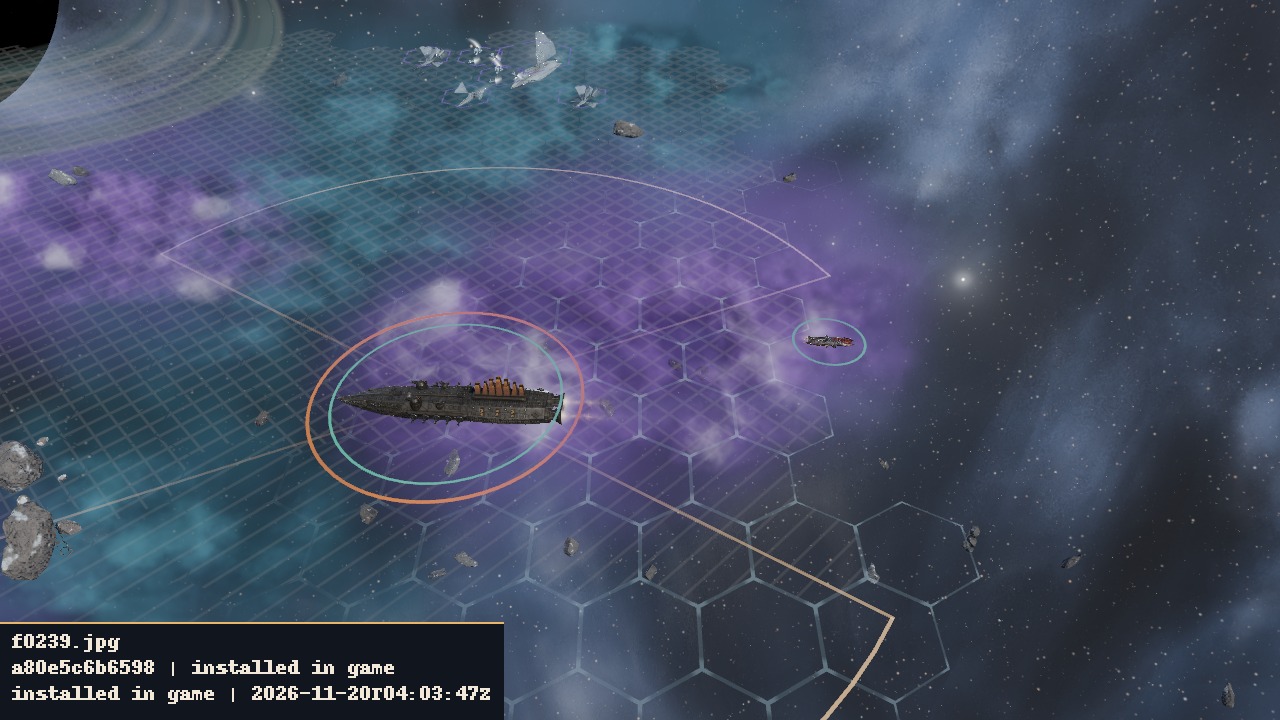 f0239.jpg
a80e5c6b6598 | installed in game
installed in game | 2026-11-20T04:03:47Z